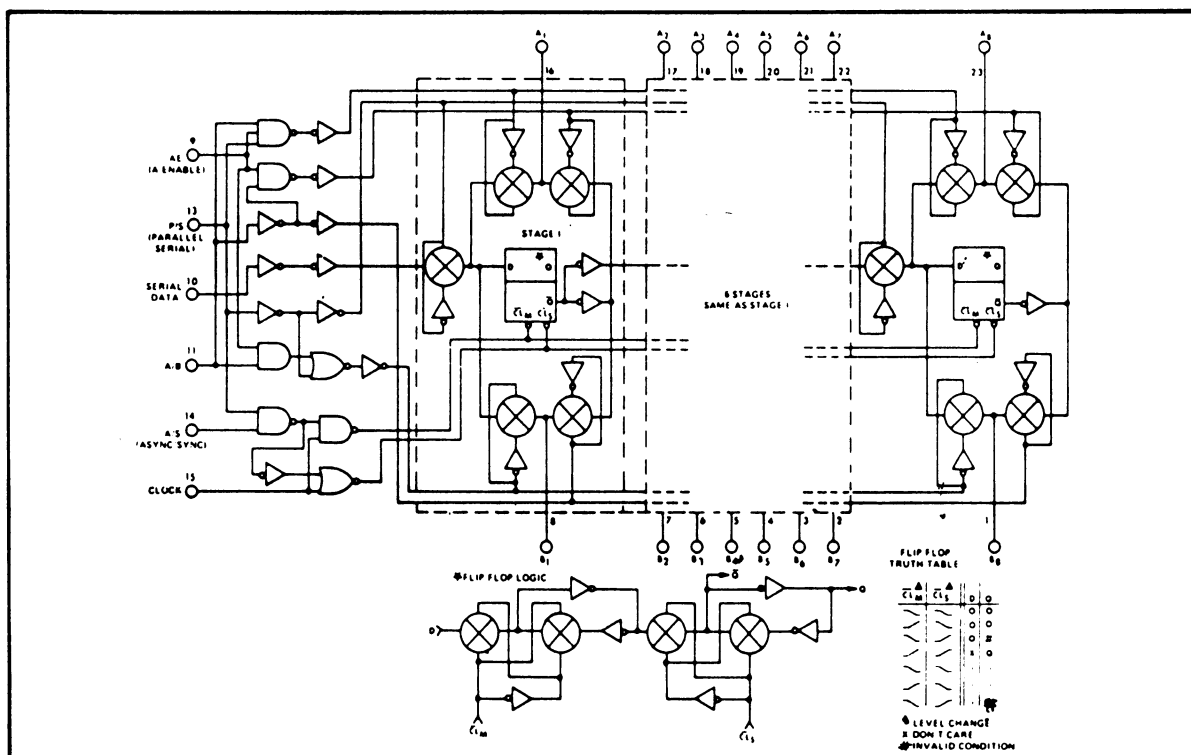 A1 A2 A3 A4 A5 A6 A7 A8
16 17 18 19 20 21 22 23
9
AE
(A ENABLE)
13
P/S
(PARALLEL
SERIAL)
10
SERIAL
DATA
11
A/B
14
A/S
(ASYNC SYNC)
15
CLOCK
STAGE 1
D * Q
Q̅
C̅L̅M C̅L̅S
6 STAGES
SAME AS STAGE 1
D Q
Q̅
C̅L̅M C̅L̅S
8 7 6 5 4 3 2 1
B1 B2 B3 B5 B6 B7 B8
*FLIP FLOP LOGIC
Q̅
Q
D
C̅L̅M
C̅L̅S
FLIP FLOP
TRUTH TABLE
C̅L̅M C̅L̅S D Q
LEVEL CHANGE
X DON'T CARE
INVALID CONDITION